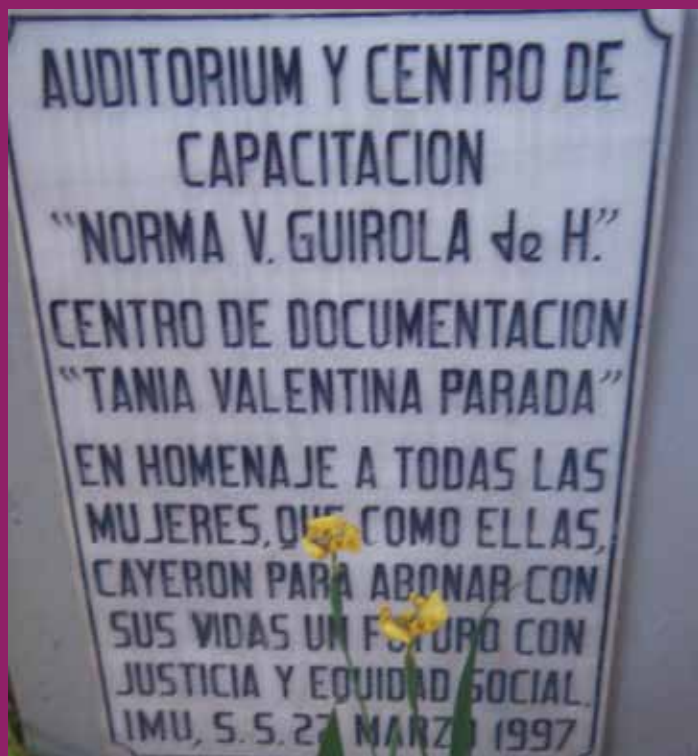 AUDITORIUM Y CENTRO DE
CAPACITACION
"NORMA V. GUIROLA de H."
CENTRO DE DOCUMENTACION
"TANIA VALENTINA PARADA"
EN HOMENAJE A TODAS LAS
MUJERES, QUE COMO ELLAS,
CAYERON PARA ABONAR CON
SUS VIDAS UN FUTURO CON
JUSTICIA Y EQUIDAD SOCIAL.
IMU, S.S. MARZO 1997